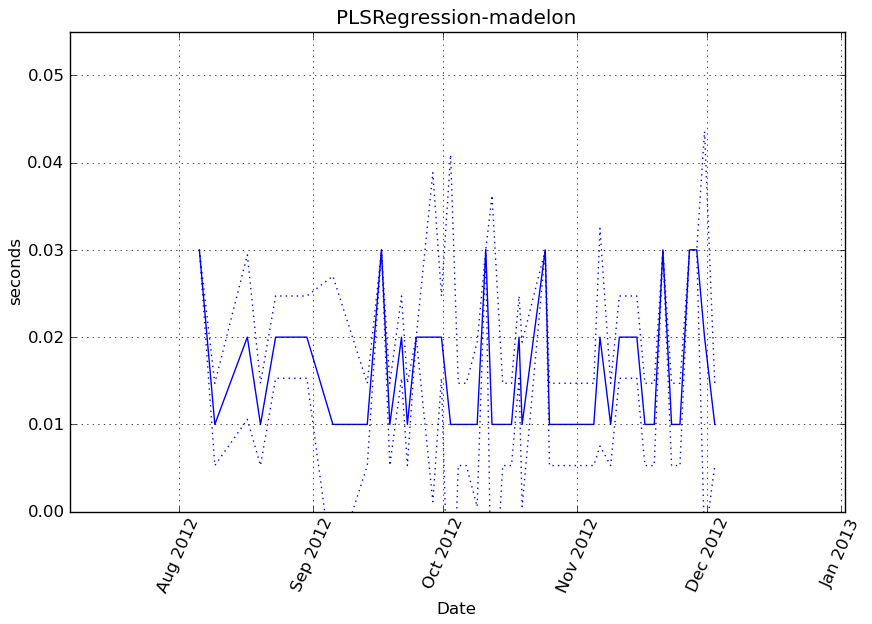 PLSRegression-madelon
0.05
0.04
0.03
0.02
0.01
0.00
seconds
Aug 2012
Sep 2012
Oct 2012
Nov 2012
Dec 2012
Jan 2013
Date